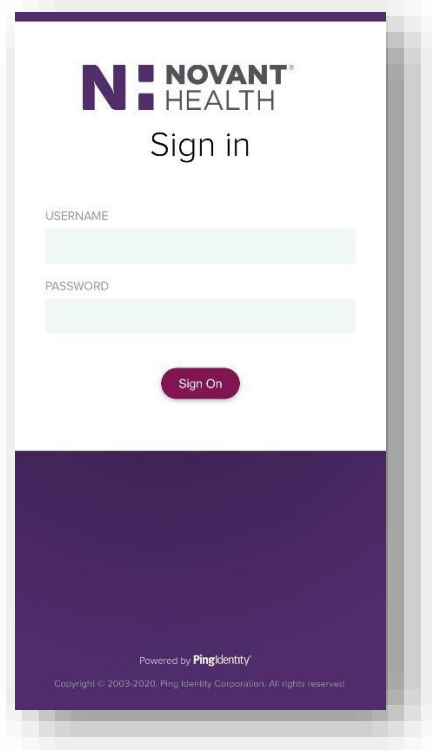 N:
NOVANT®
HEALTH
Sign in
USERNAME
PASSWORD
Sign On
Powered by PingIdentity®
Copyright © 2003-2020. Ping Identity Corporation. All rights reserved.